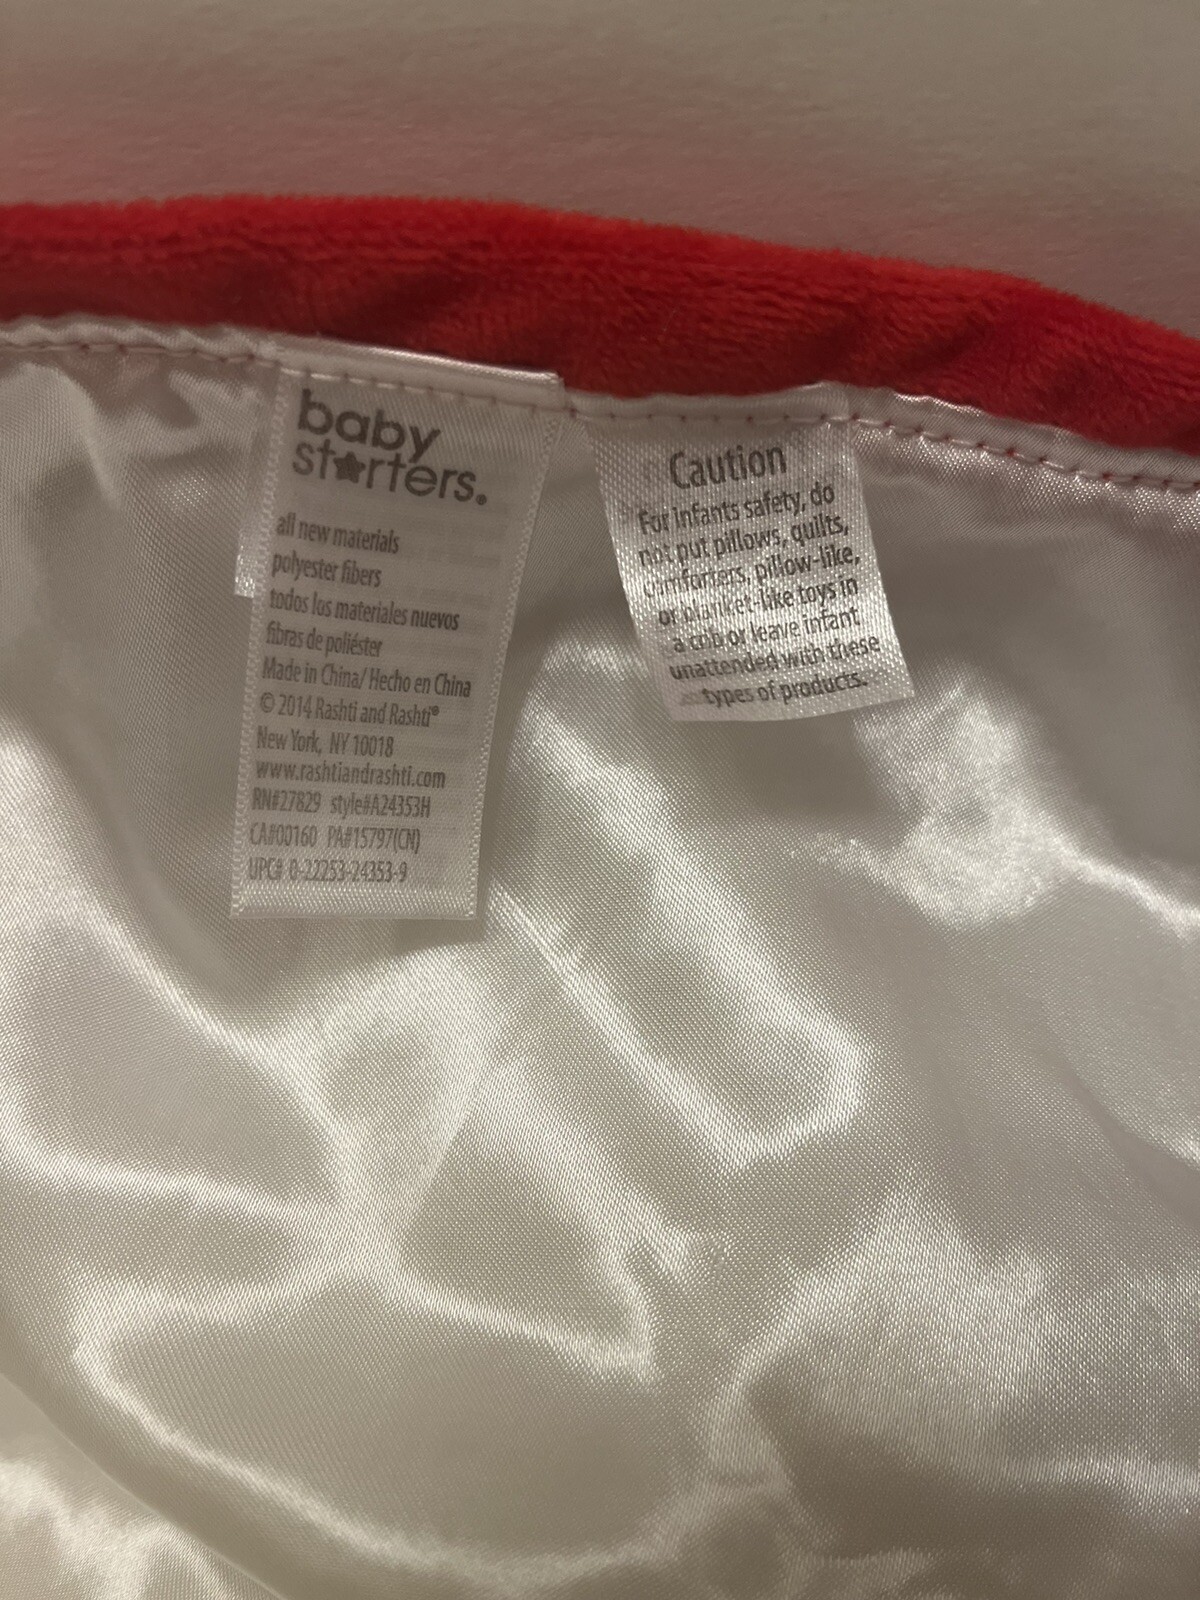 baby
starters.
all new materials
polyester fibers
todos los materiales nuevos
fibras de poliéster
Made in China/ Hecho en China
© 2014 Rashti and Rashti®
New York, NY 10018
www.rashtiandrashti.com
RN#27829 style#A24353H
CA#00160 PA#15797(CN)
UPC# 0-22253-24353-9
Caution
For infants safety, do
not put pillows, quilts,
comforters, pillow-like,
or blanket-like toys in
a crib or leave infant
unattended with these
types of products.